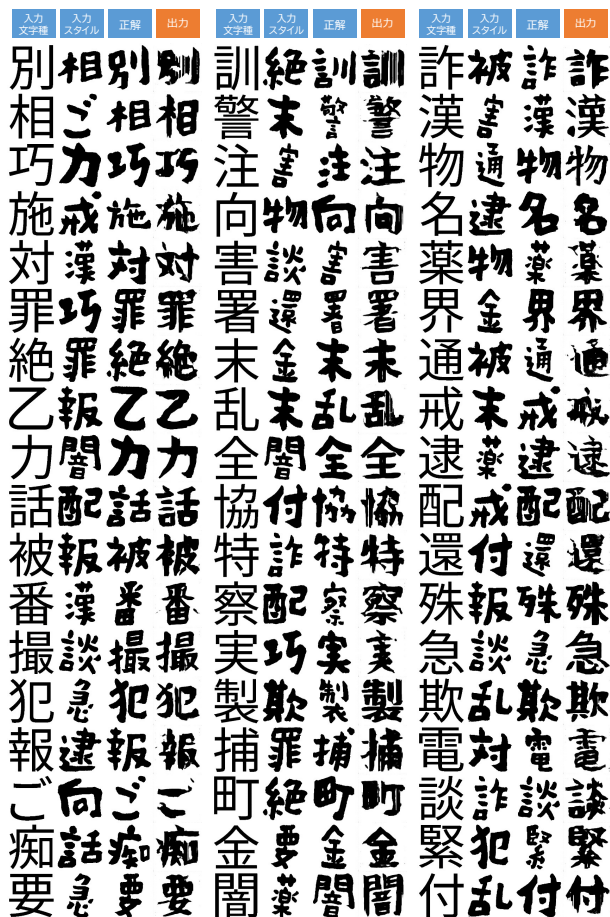 入力 文字種 入力 スタイル 正解 出力 入力 文字種 入力 スタイル 正解 出力 入力 文字種 入力 スタイル 正解 出力
別 相 別 別 訓 絶 訓 訓 詐 被 詐 詐
相 ご 相 相 警 末 警 警 漢 害 漢 漢
巧 力 巧 巧 注 害 注 注 物 通 物 物
施 戒 施 施 向 物 向 向 名 逮 名 名
対 漢 対 対 害 談 害 害 薬 物 薬 薬
罪 巧 罪 罪 署 還 署 署 界 金 界 界
絶 罪 絶 絶 末 金 末 末 通 被 通 通
乙 報 乙 乙 乱 末 乱 乱 戒 末 戒 戒
力 闇 力 力 全 闇 全 全 逮 薬 逮 逮
話 配 話 話 協 付 協 協 配 戒 配 配
被 報 被 被 特 詐 特 特 還 付 還 還
番 漢 番 番 察 配 察 察 殊 報 殊 殊
撮 談 撮 撮 実 巧 実 実 急 談 急 急
犯 急 犯 犯 製 欺 製 製 欺 乱 欺 欺
報 逮 報 報 捕 罪 捕 捕 電 対 電 電
ご 向 ご ご 町 絶 町 町 談 詐 談 談
痴 話 痴 痴 金 要 金 金 緊 犯 緊 緊
要 急 要 要 闇 薬 闇 闇 付 乱 付 付